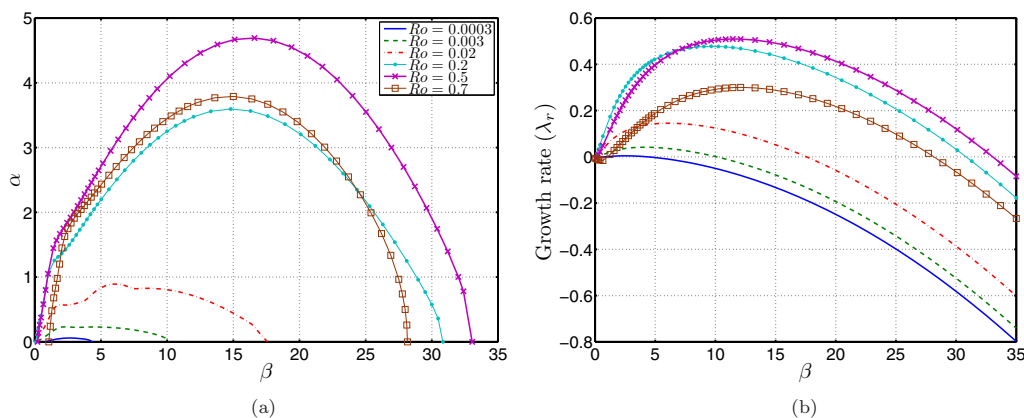 5
4
3
2
1
0
α
0 5 10 15 20 25 30 35
β
Ro = 0.0003
Ro = 0.003
Ro = 0.02
Ro = 0.2
Ro = 0.5
Ro = 0.7
(a)
0.6
0.4
0.2
0
−0.2
−0.4
−0.6
−0.8
Growth rate (λr)
0 5 10 15 20 25 30 35
β
(b)